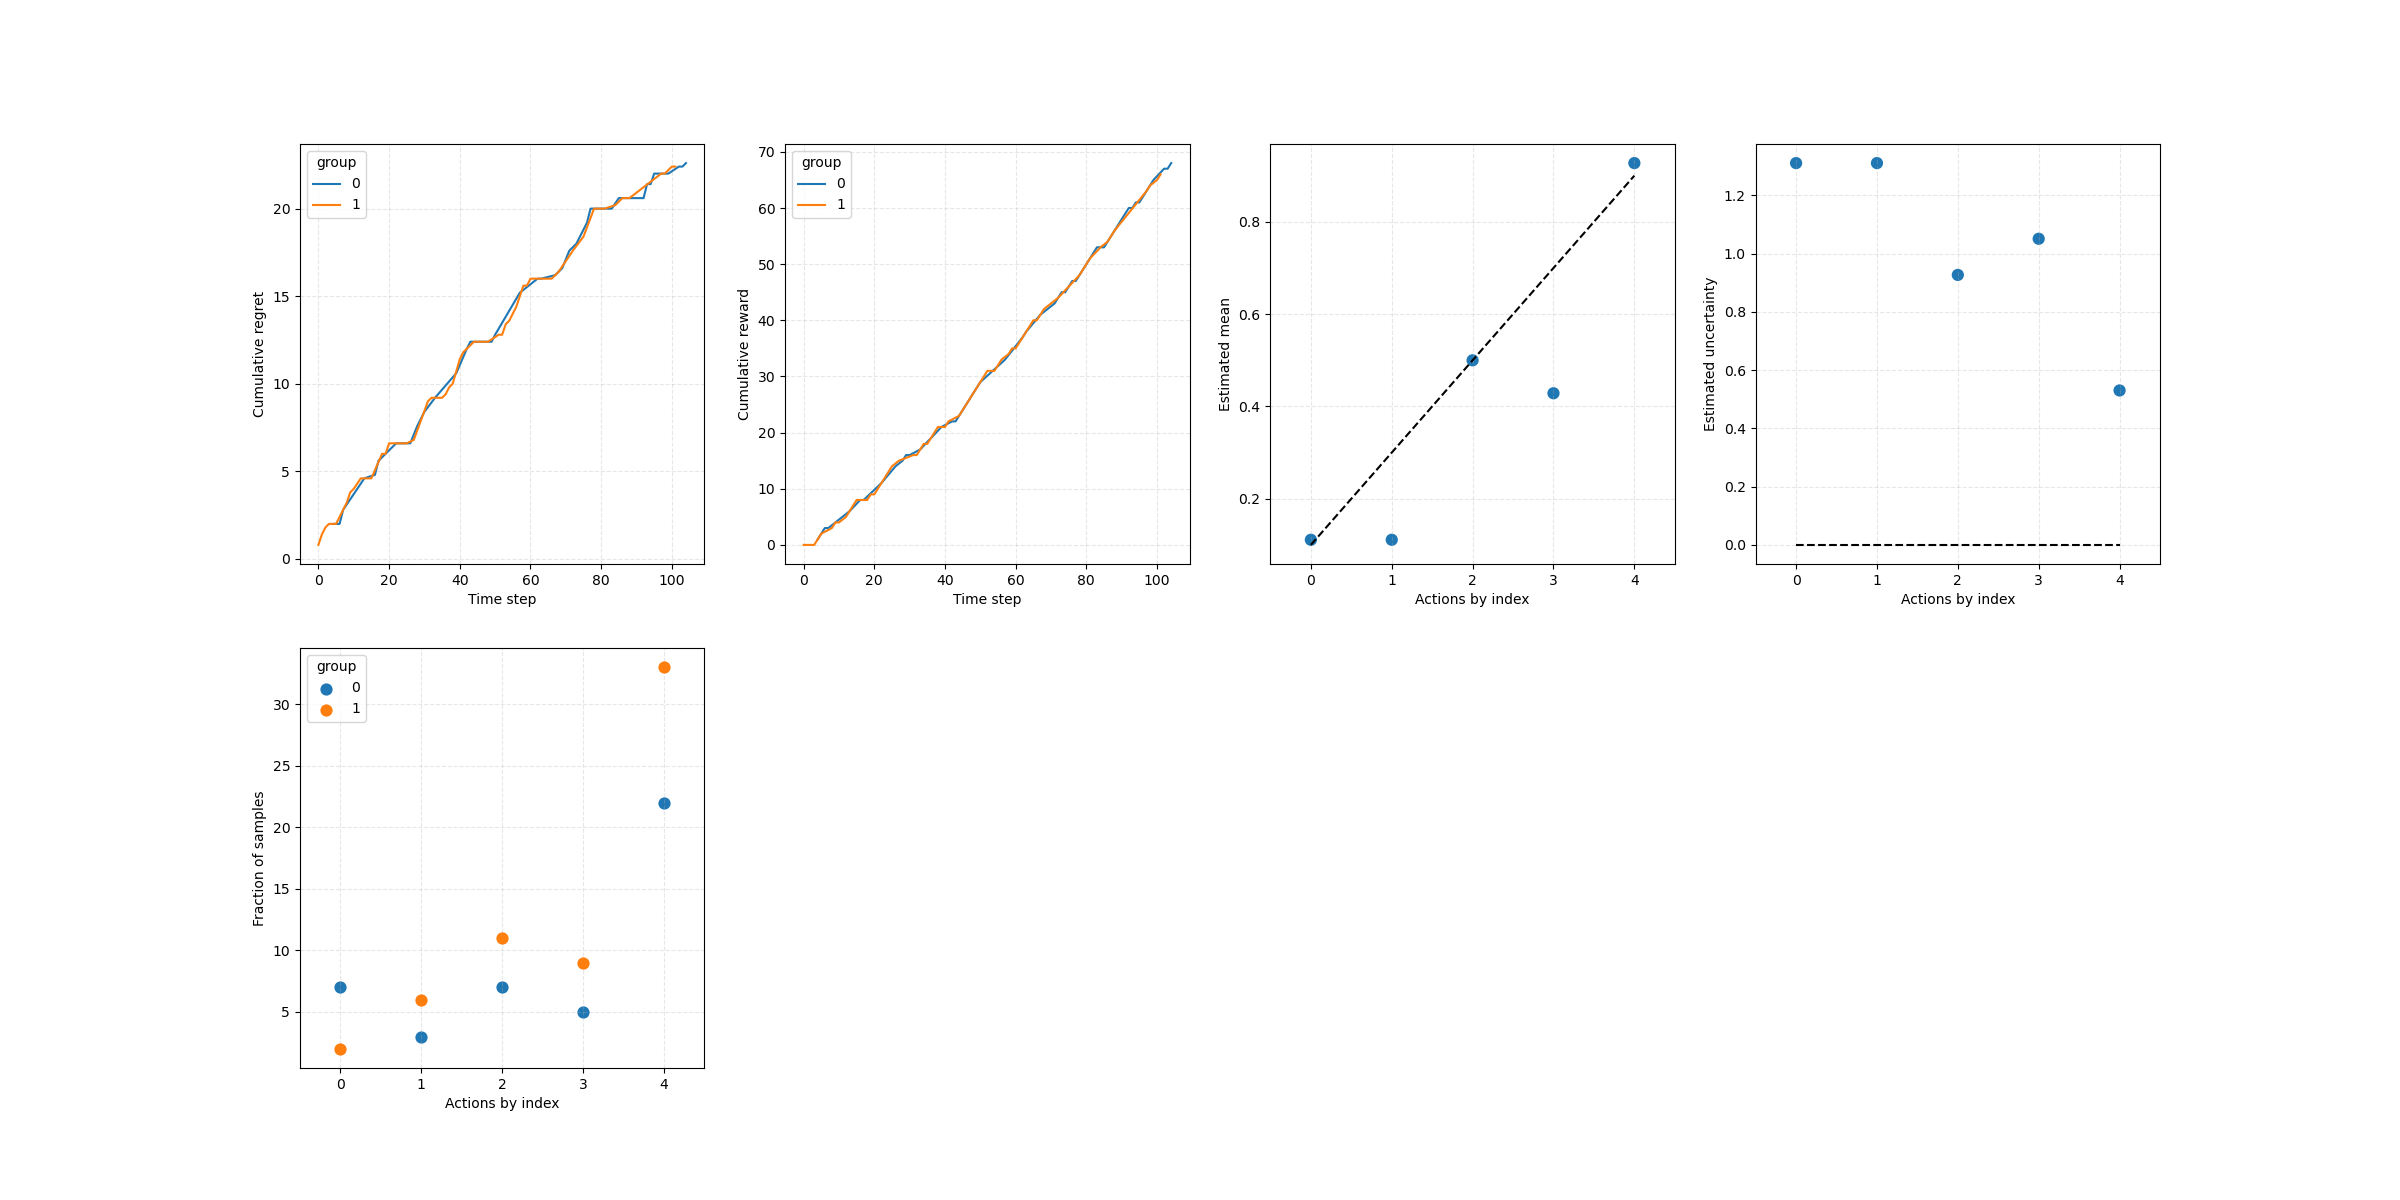 group
0
1
Cumulative regret
0
5
10
15
20
0 20 40 60 80 100
Time step
group
0
1
Cumulative reward
0
10
20
30
40
50
60
70
0 20 40 60 80 100
Time step
Estimated mean
0.2
0.4
0.6
0.8
0 1 2 3 4
Actions by index
Estimated uncertainty
0.0
0.2
0.4
0.6
0.8
1.0
1.2
0 1 2 3 4
Actions by index
group
0
1
Fraction of samples
5
10
15
20
25
30
0 1 2 3 4
Actions by index